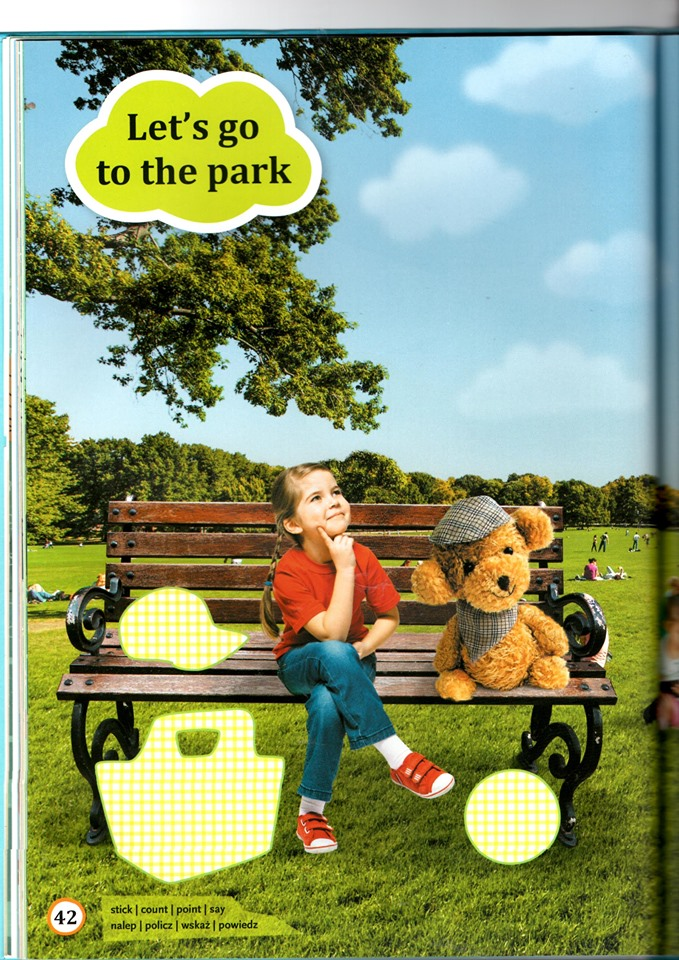 Let's go
to the park
42
stick | count | point | say
nalep | policz | wskaż | powiedz